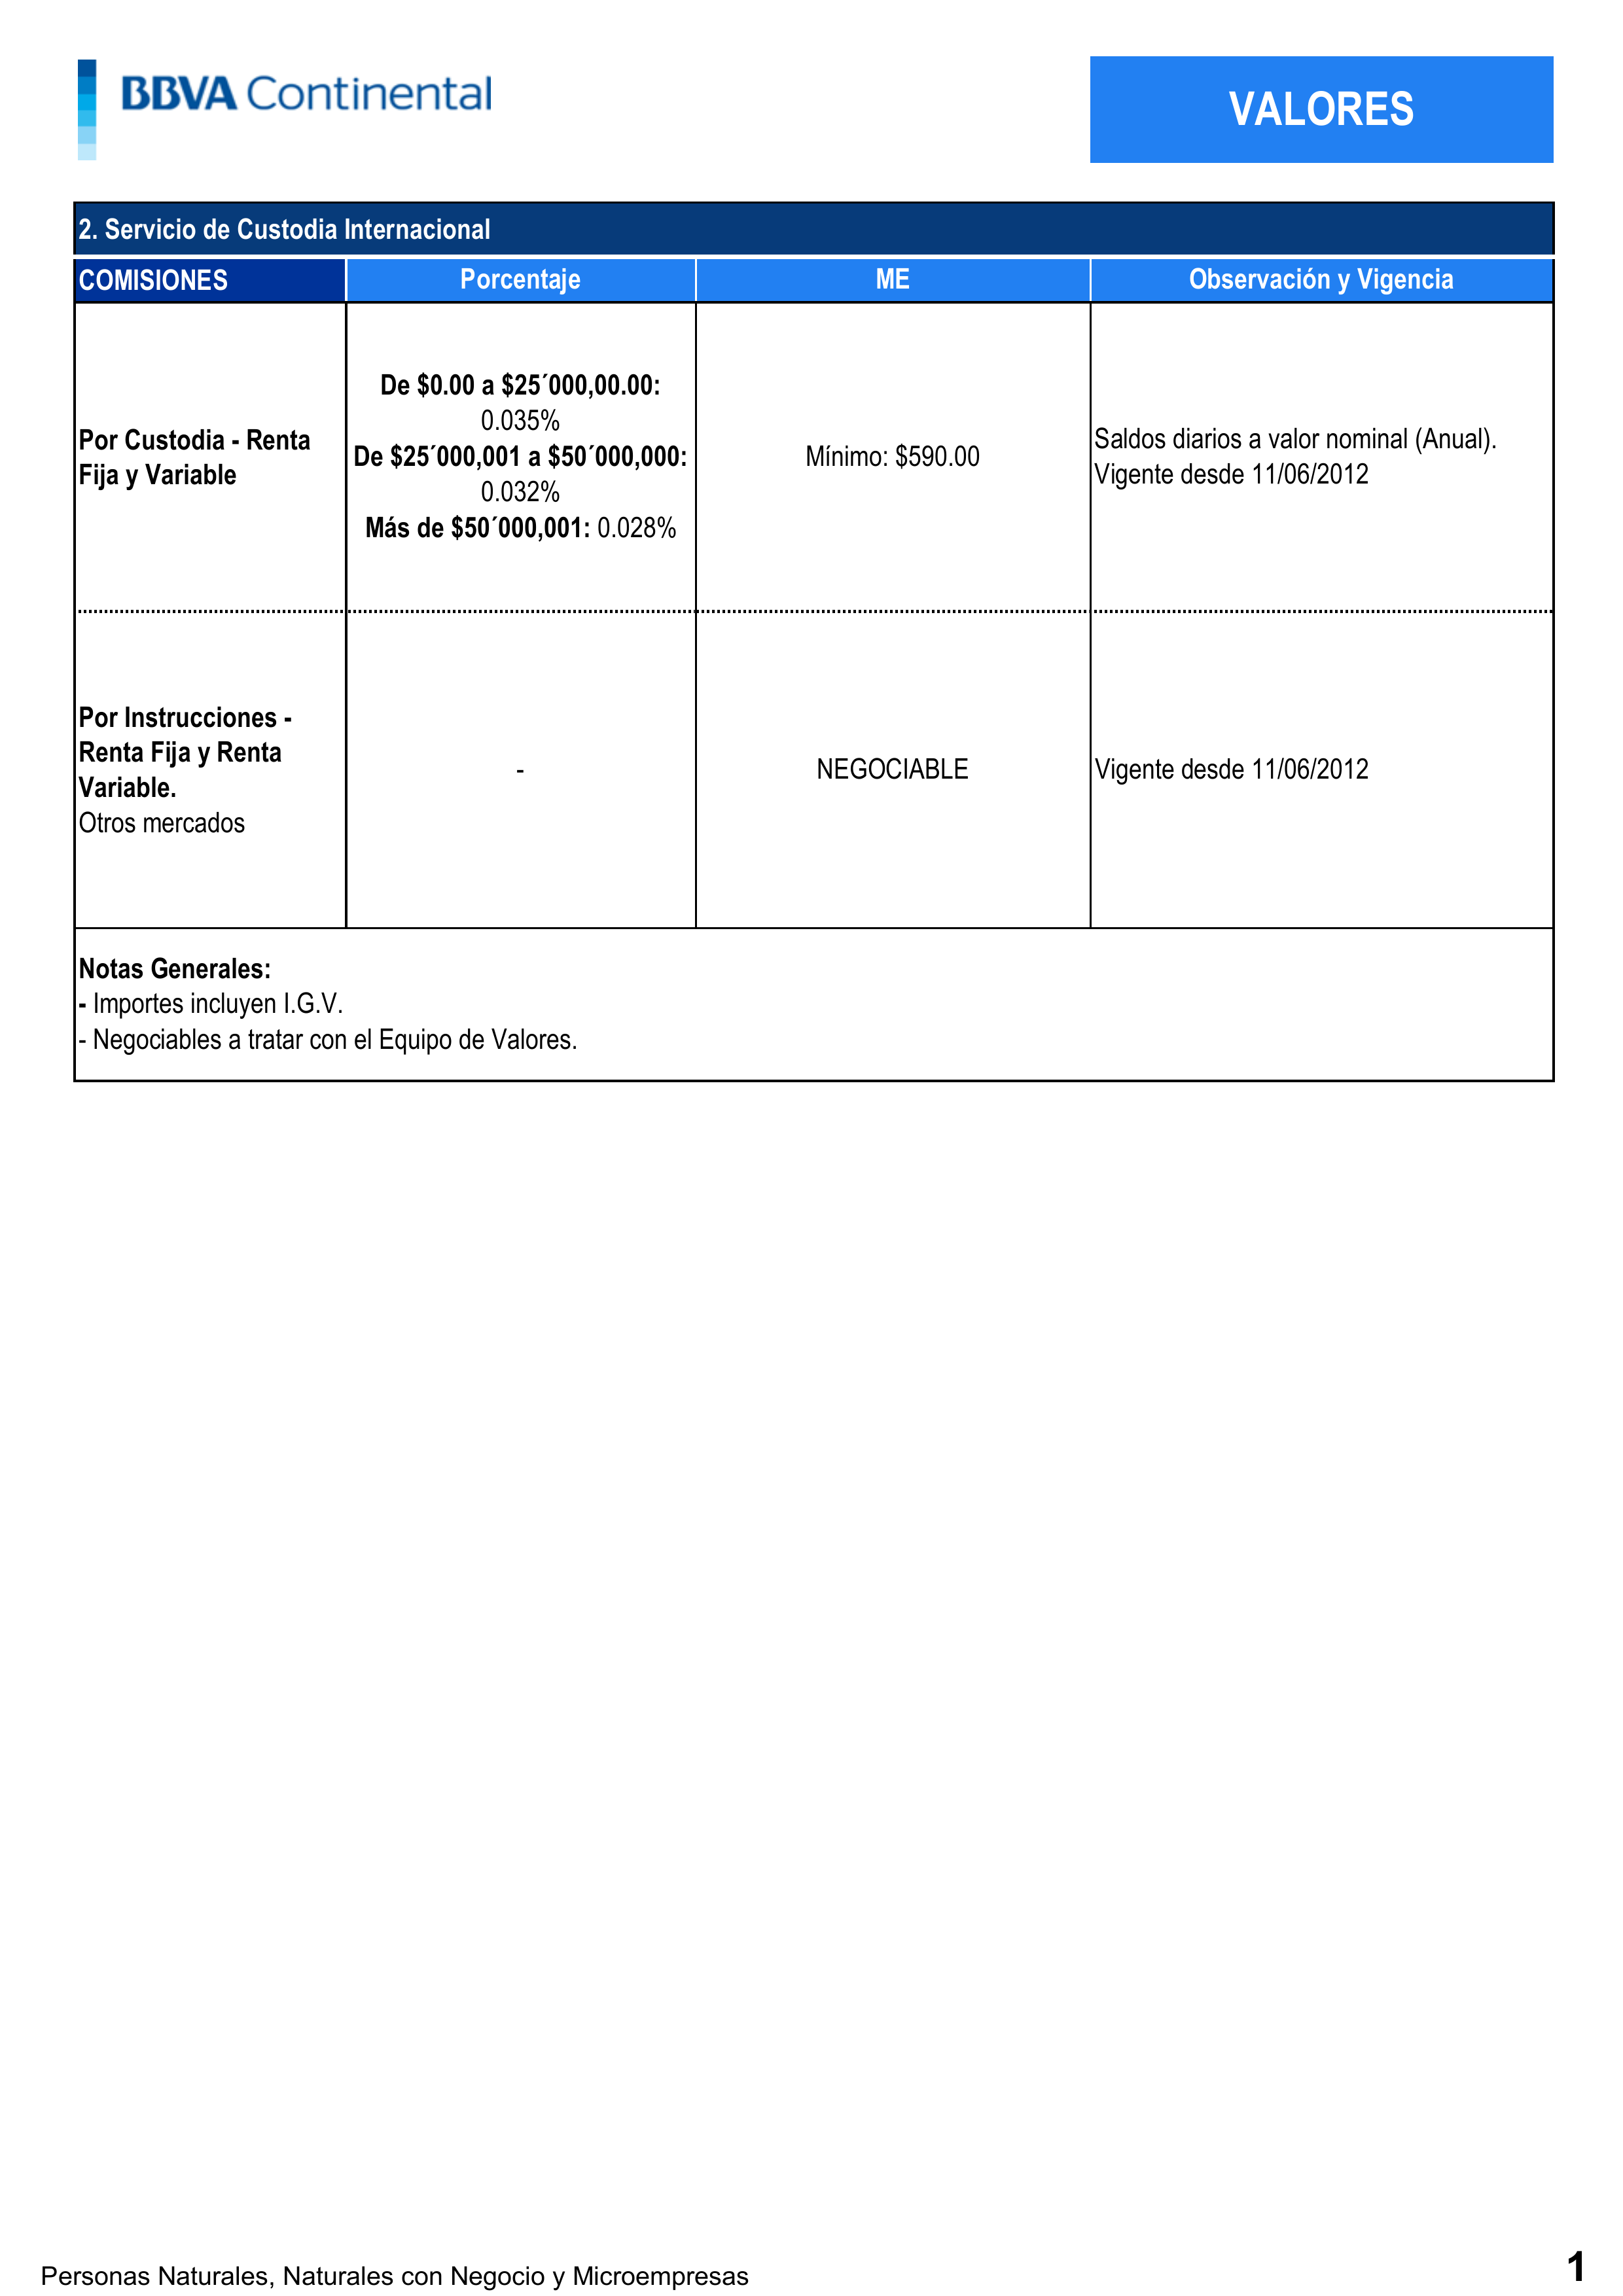 BBVA Continental
VALORES
2. Servicio de Custodia Internacional
COMISIONES
Porcentaje
ME
Observación y Vigencia
Por Custodia - Renta
Fija y Variable
De $0.00 a $25´000,00.00:
0.035%
De $25´000,001 a $50´000,000:
0.032%
Más de $50´000,001: 0.028%
Mínimo: $590.00
Saldos diarios a valor nominal (Anual).
Vigente desde 11/06/2012
Por Instrucciones -
Renta Fija y Renta
Variable.
Otros mercados
-
NEGOCIABLE
Vigente desde 11/06/2012
Notas Generales:
- Importes incluyen I.G.V.
- Negociables a tratar con el Equipo de Valores.
Personas Naturales, Naturales con Negocio y Microempresas
1